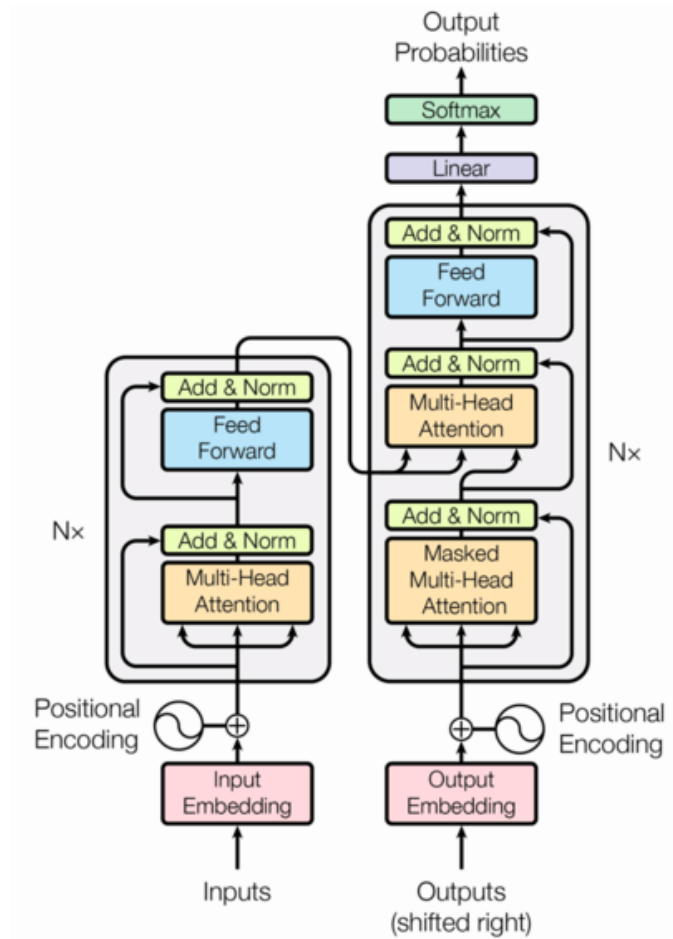 Output
Probabilities
Softmax
Linear
Add & Norm
Feed
Forward
Add & Norm
Multi-Head
Attention
Add & Norm
Masked
Multi-Head
Attention
Nx
Add & Norm
Feed
Forward
Add & Norm
Multi-Head
Attention
Nx
Positional
Encoding
Positional
Encoding
Input
Embedding
Output
Embedding
Inputs
Outputs
(shifted right)